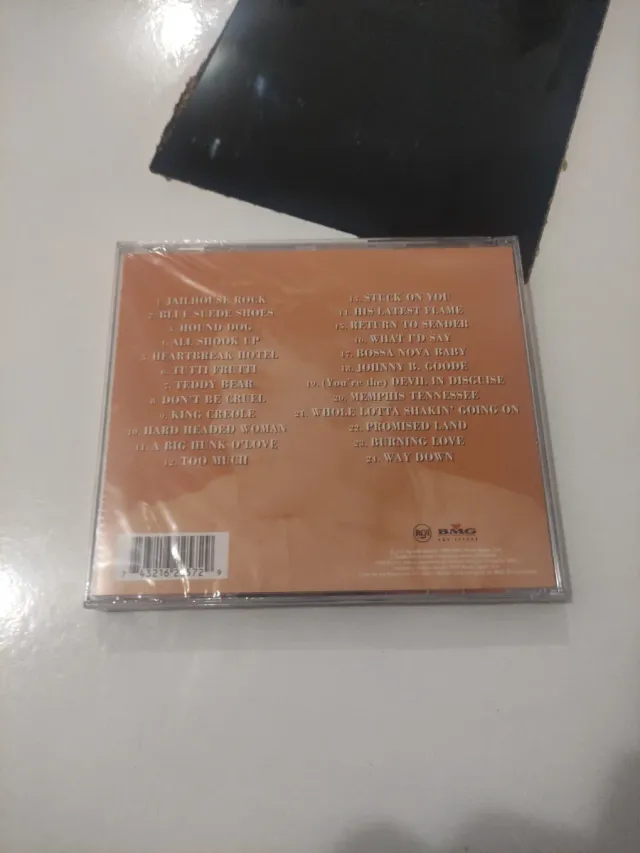 1. JAILHOUSE ROCK
2. BLUE SUEDE SHOES
3. HOUND DOG
4. ALL SHOOK UP
5. HEARTBREAK HOTEL
6. TUTTI FRUTTI
7. TEDDY BEAR
8. DON'T BE CRUEL
9. KING CREOLE
10. HARD HEADED WOMAN
11. A BIG HUNK O'LOVE
12. TOO MUCH
13. STUCK ON YOU
14. HIS LATEST FLAME
15. RETURN TO SENDER
16. WHAT I'D SAY
17. BOSSA NOVA BABY
18. JOHNNY B. GOODE
19. (You're the) DEVIL IN DISGUISE
20. MEMPHIS TENNESSEE
21. WHOLE LOTTA SHAKIN' GOING ON
22. PROMISED LAND
23. BURNING LOVE
24. WAY DOWN
RCA
BMG